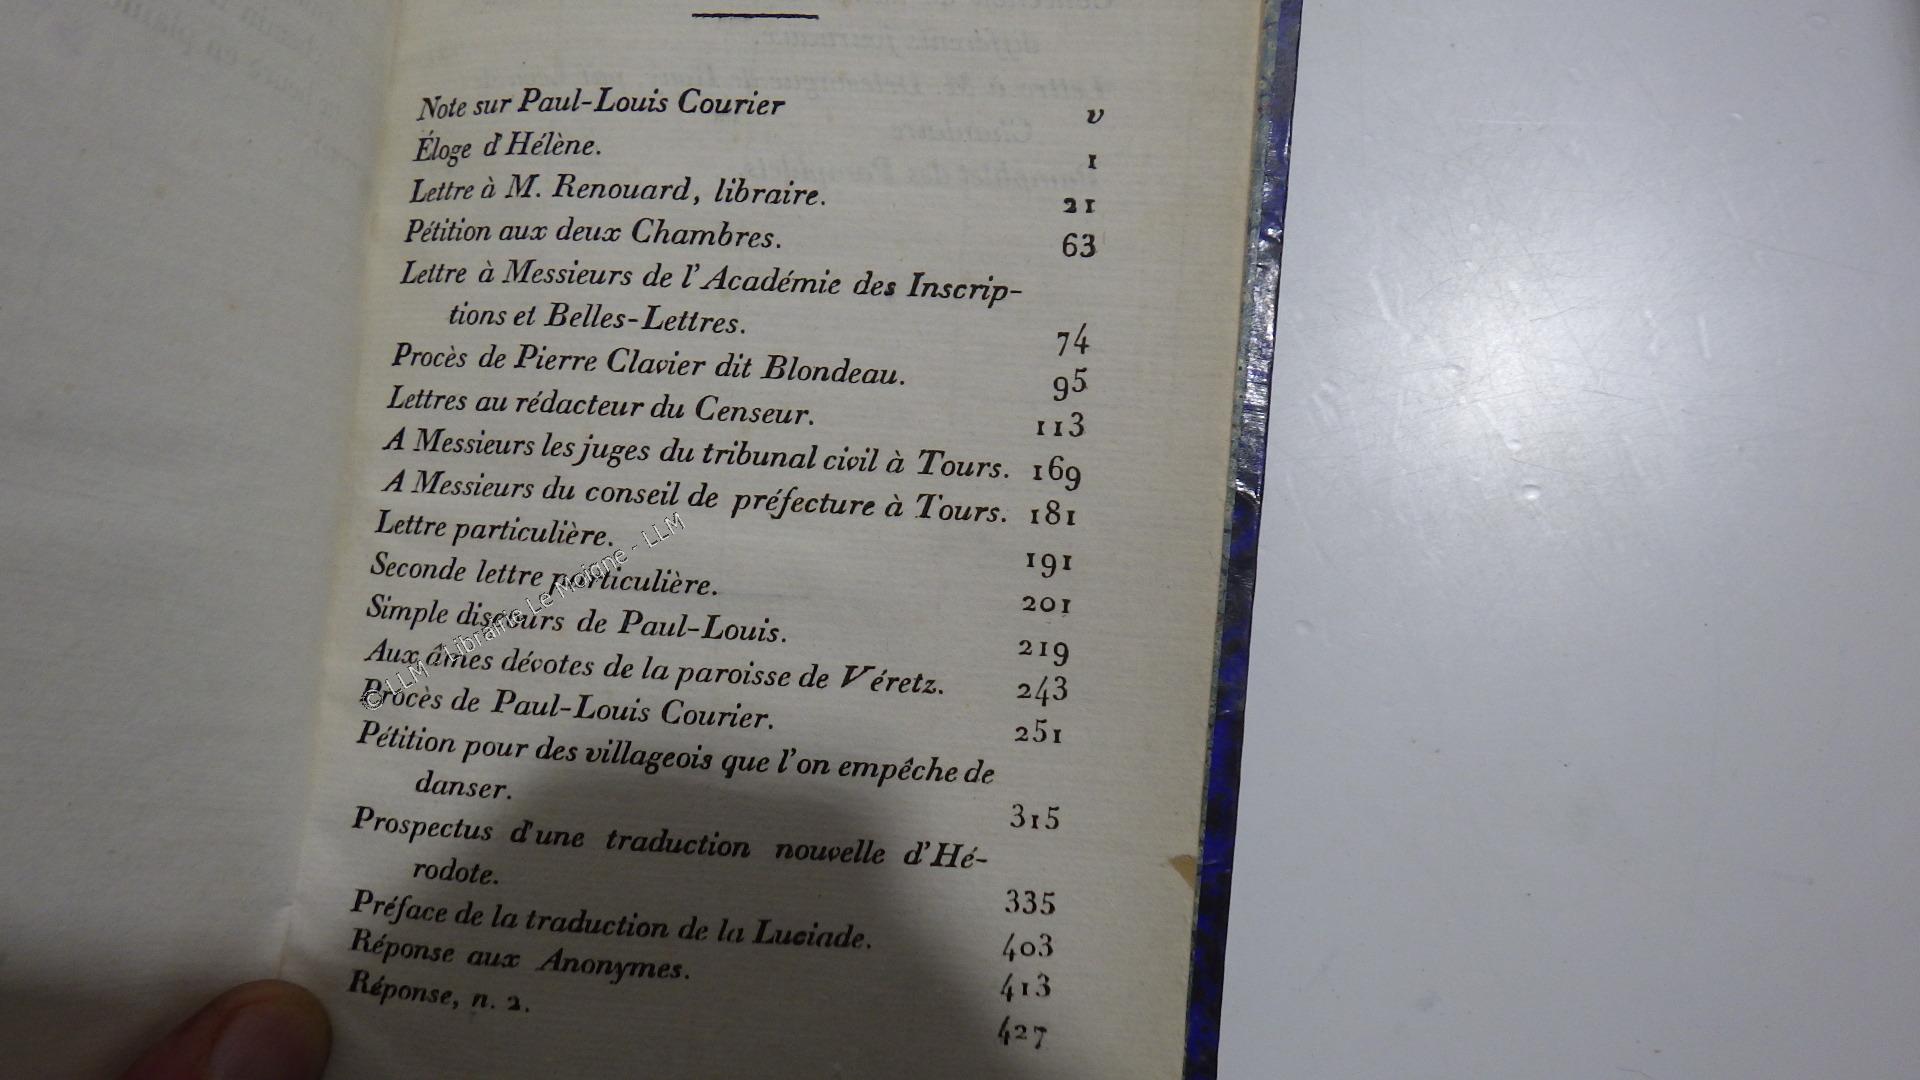 Note sur Paul-Louis Courier v
Éloge d'Hélène. 1
Lettre à M. Renouard, libraire. 21
Pétition aux deux Chambres. 63
Lettre à Messieurs de l'Académie des Inscrip-
tions et Belles-Lettres. 74
Procès de Pierre Clavier dit Blondeau. 95
Lettres au rédacteur du Censeur. 113
A Messieurs les juges du tribunal civil à Tours. 169
A Messieurs du conseil de préfecture à Tours. 181
Lettre particulière. 191
Seconde lettre particulière. 201
Simple discours de Paul-Louis. 219
Aux âmes dévotes de la paroisse de Véretz. 243
Procès de Paul-Louis Courier. 251
Pétition pour des villageois que l'on empêche de
danser. 315
Prospectus d'une traduction nouvelle d'Hé-
rodote. 335
Préface de la traduction de la Luciade. 403
Réponse aux Anonymes. 413
Réponse, n. 2. 427
© LLM - Librairie Le Moigne - LLM